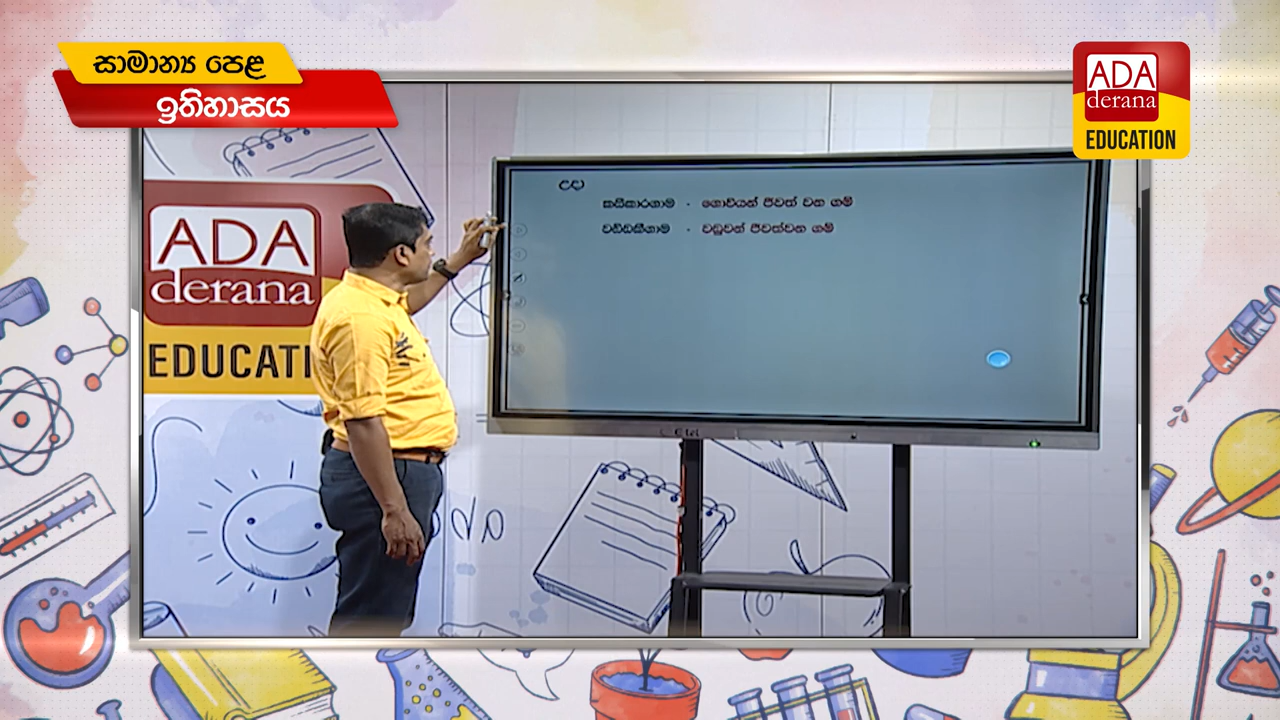 සාමාන්‍ය පෙළ
ඉතිහාසය
ADA
derana
EDUCATION
ADA
derana
EDUCATI
උදා
කසිකාරගාම - ගොවියන් ජීවත් වන ගම්
වඩ්ඪකීගාම - වඩුවන් ජීවත්වන ගම්